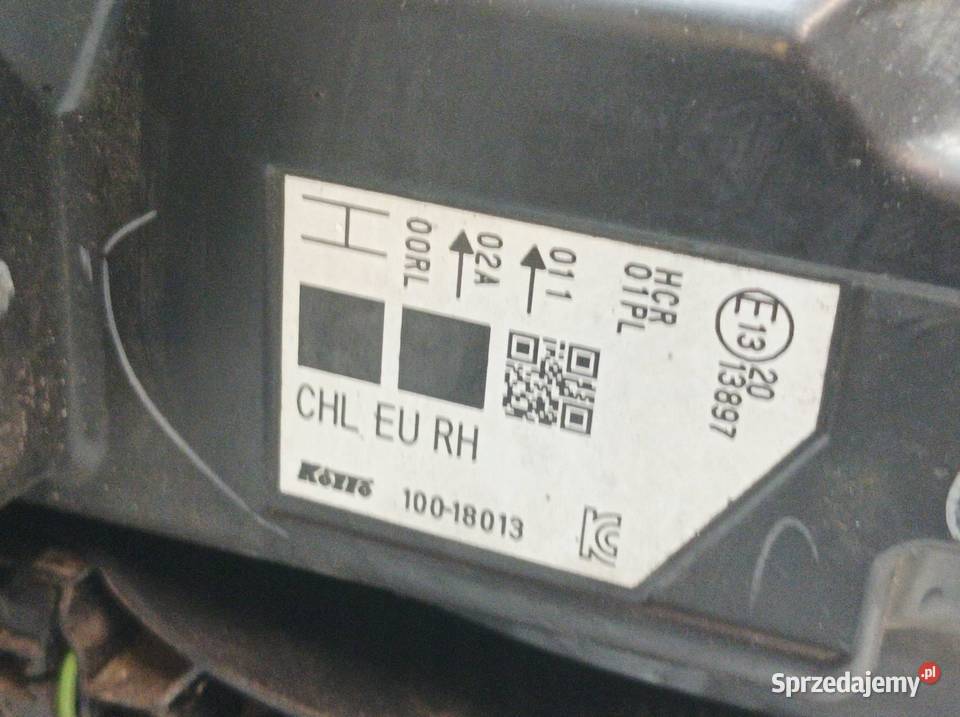 H
00RL
02A
011
HCR
01PL
E13
20
13897
CHL EU RH
Koito
100-18013
Sprzedajemy.pl